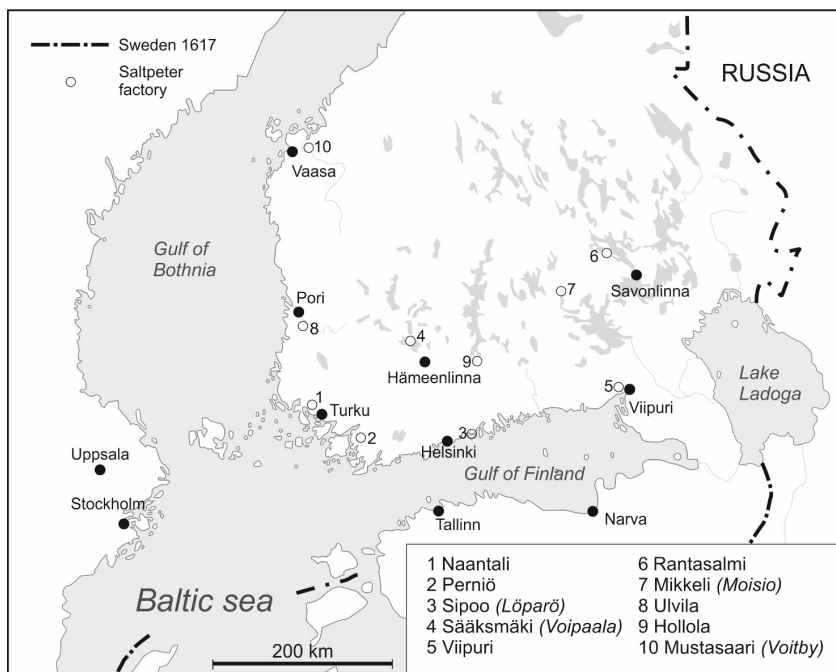 Sweden 1617
Saltpeter
factory
RUSSIA
10
Vaasa
Gulf of
Bothnia
6
Savonlinna
7
Pori
8
4
9
Hämeenlinna
Lake
Ladoga
5
Viipuri
1
Turku
2
3
Helsinki
Gulf of Finland
Uppsala
Stockholm
Tallinn
Narva
Baltic sea
200 km
1 Naantali
2 Perniö
3 Sipoo (Löparö)
4 Sääksmäki (Voipaala)
5 Viipuri
6 Rantasalmi
7 Mikkeli (Moisio)
8 Ulvila
9 Hollola
10 Mustasaari (Voitby)